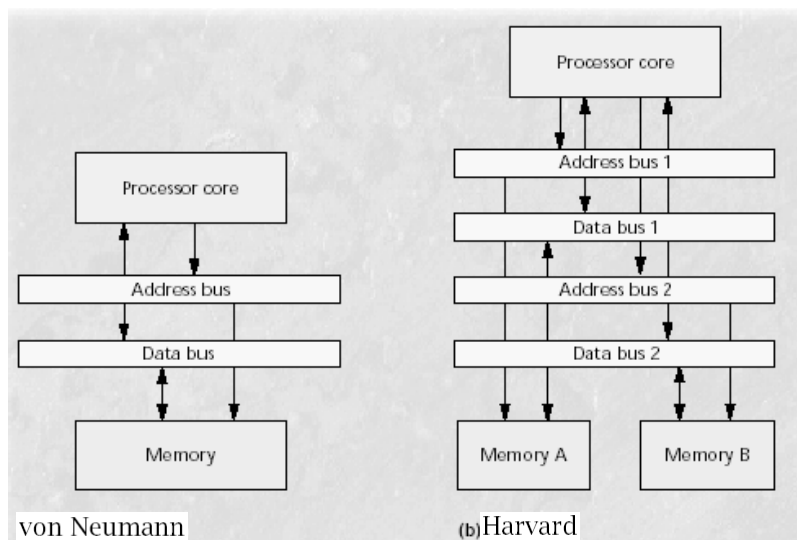 Processor core
Address bus
Data bus
Memory
von Neumann
Processor core
Address bus 1
Data bus 1
Address bus 2
Data bus 2
Memory A
Memory B
(b) Harvard